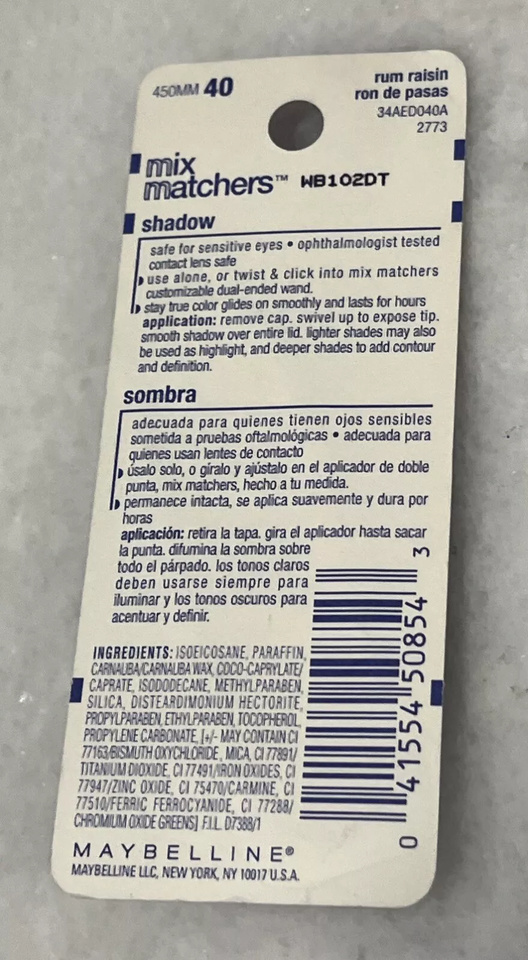 450MM 40
rum raisin
ron de pasas
34AED040A
2773
mix
matchers™ WB102DT
shadow
safe for sensitive eyes • ophthalmologist tested
contact lens safe
use alone, or twist & click into mix matchers
customizable dual-ended wand.
stay true color glides on smoothly and lasts for hours
application: remove cap. swivel up to expose tip.
smooth shadow over entire lid. lighter shades may also
be used as highlight, and deeper shades to add contour
and definition.
sombra
adecuada para quienes tienen ojos sensibles
sometida a pruebas oftalmológicas • adecuada para
quienes usan lentes de contacto
úsalo solo, o gíralo y ajústalo en el aplicador de doble
punta, mix matchers, hecho a tu medida.
permanece intacta, se aplica suavemente y dura por
horas
aplicación: retira la tapa. gira el aplicador hasta sacar
la punta. difumina la sombra sobre
todo el párpado. los tonos claros
deben usarse siempre para
iluminar y los tonos oscuros para
acentuar y definir.
INGREDIENTS: ISOEICOSANE, PARAFFIN,
CARNAUBA/CARNAUBA WAX, COCO-CAPRYLATE/
CAPRATE, ISODODECANE, METHYLPARABEN,
SILICA, DISTEARDIMONIUM HECTORITE,
PROPYLPARABEN, ETHYLPARABEN, TOCOPHEROL,
PROPYLENE CARBONATE, [+/- MAY CONTAIN CI
77163/BISMUTH OXYCHLORIDE, MICA, CI 77891/
TITANIUM DIOXIDE, CI 77491/IRON OXIDES, CI
77947/ZINC OXIDE, CI 75470/CARMINE, CI
77510/FERRIC FERROCYANIDE, CI 77288/
CHROMIUM OXIDE GREENS] F.I.L. D7388/1
0 41554 50854 3
MAYBELLINE®
MAYBELLINE LLC, NEW YORK, NY 10017 U.S.A.